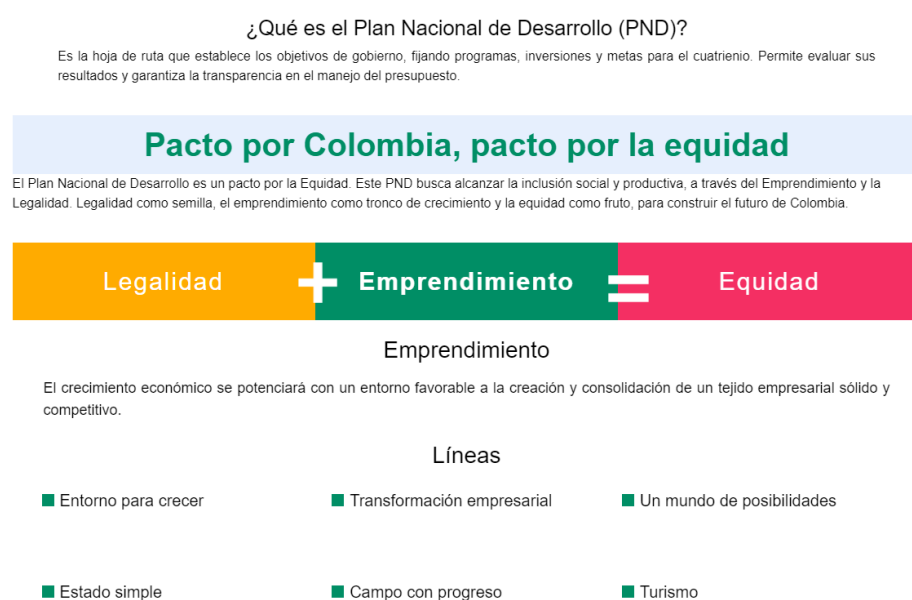 ¿Qué es el Plan Nacional de Desarrollo (PND)?
Es la hoja de ruta que establece los objetivos de gobierno, fijando programas, inversiones y metas para el cuatrienio. Permite evaluar sus
resultados y garantiza la transparencia en el manejo del presupuesto.
Pacto por Colombia, pacto por la equidad
El Plan Nacional de Desarrollo es un pacto por la Equidad. Este PND busca alcanzar la inclusión social y productiva, a través del Emprendimiento y la
Legalidad. Legalidad como semilla, el emprendimiento como tronco de crecimiento y la equidad como fruto, para construir el futuro de Colombia.
Legalidad + Emprendimiento = Equidad
Emprendimiento
El crecimiento económico se potenciará con un entorno favorable a la creación y consolidación de un tejido empresarial sólido y
competitivo.
Líneas
Entorno para crecer Transformación empresarial Un mundo de posibilidades
Estado simple Campo con progreso Turismo